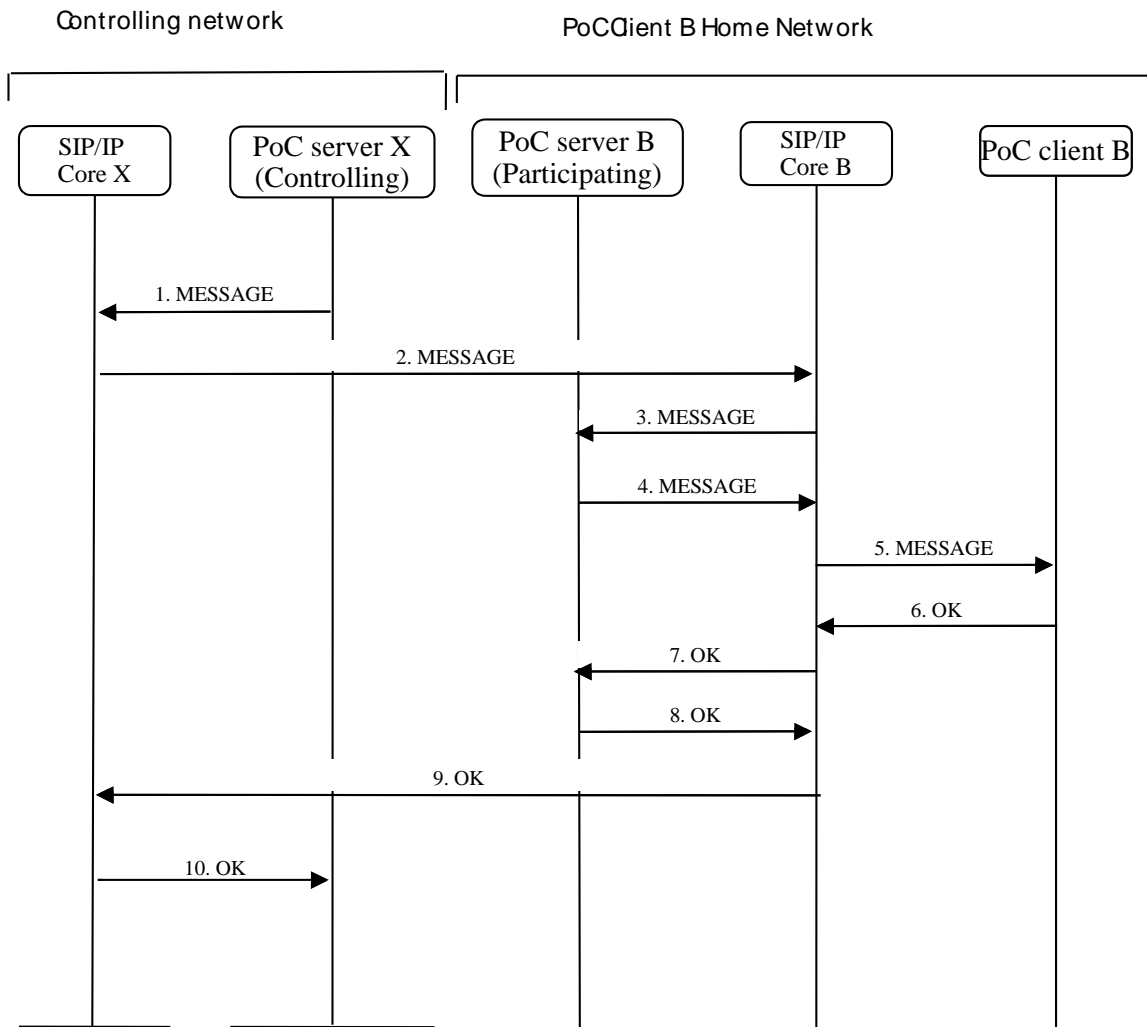 Controlling network
PoCClient B Home Network
SIP/IP
Core X
PoC server X
(Controlling)
PoC server B
(Participating)
SIP/IP
Core B
PoC client B
1. MESSAGE
2. MESSAGE
3. MESSAGE
4. MESSAGE
5. MESSAGE
6. OK
7. OK
8. OK
9. OK
10. OK